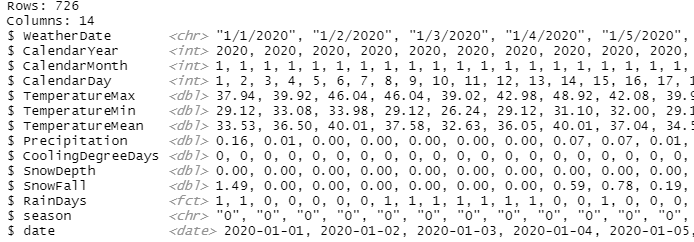 Rows: 726
Columns: 14
$ WeatherDate <chr> "1/1/2020", "1/2/2020", "1/3/2020", "1/4/2020", "1/5/2020",
$ CalendarYear <int> 2020, 2020, 2020, 2020, 2020, 2020, 2020, 2020, 2020, 2020,
$ CalendarMonth <int> 1, 1, 1, 1, 1, 1, 1, 1, 1, 1, 1, 1, 1, 1, 1, 1, 1, 1
$ CalendarDay <int> 1, 2, 3, 4, 5, 6, 7, 8, 9, 10, 11, 12, 13, 14, 15, 16, 17, 1
$ TemperatureMax <dbl> 37.94, 39.92, 46.04, 46.04, 39.02, 42.98, 48.92, 42.08, 39.9
$ TemperatureMin <dbl> 29.12, 33.08, 33.98, 29.12, 26.24, 29.12, 31.10, 32.00, 29.1
$ TemperatureMean <dbl> 33.53, 36.50, 40.01, 37.58, 32.63, 36.05, 40.01, 37.04, 34.5
$ Precipitation <dbl> 0.16, 0.01, 0.00, 0.00, 0.00, 0.00, 0.07, 0.07, 0.01,
$ CoolingDegreeDays <dbl> 0, 0, 0, 0, 0, 0, 0, 0, 0, 0, 0, 0, 0, 0, 0, 0, 0, 0,
$ SnowDepth <dbl> 0.00, 0.00, 0.00, 0.00, 0.00, 0.00, 0.00, 0.00, 0.00,
$ SnowFall <dbl> 1.49, 0.00, 0.00, 0.00, 0.00, 0.00, 0.59, 0.78, 0.19,
$ RainDays <fct> 1, 1, 0, 0, 0, 0, 1, 1, 1, 1, 1, 1, 0, 0, 1, 0, 0, 0,
$ season <chr> "0", "0", "0", "0", "0", "0", "0", "0", "0", "0", "0", "0",
$ date <date> 2020-01-01, 2020-01-02, 2020-01-03, 2020-01-04, 2020-01-05,